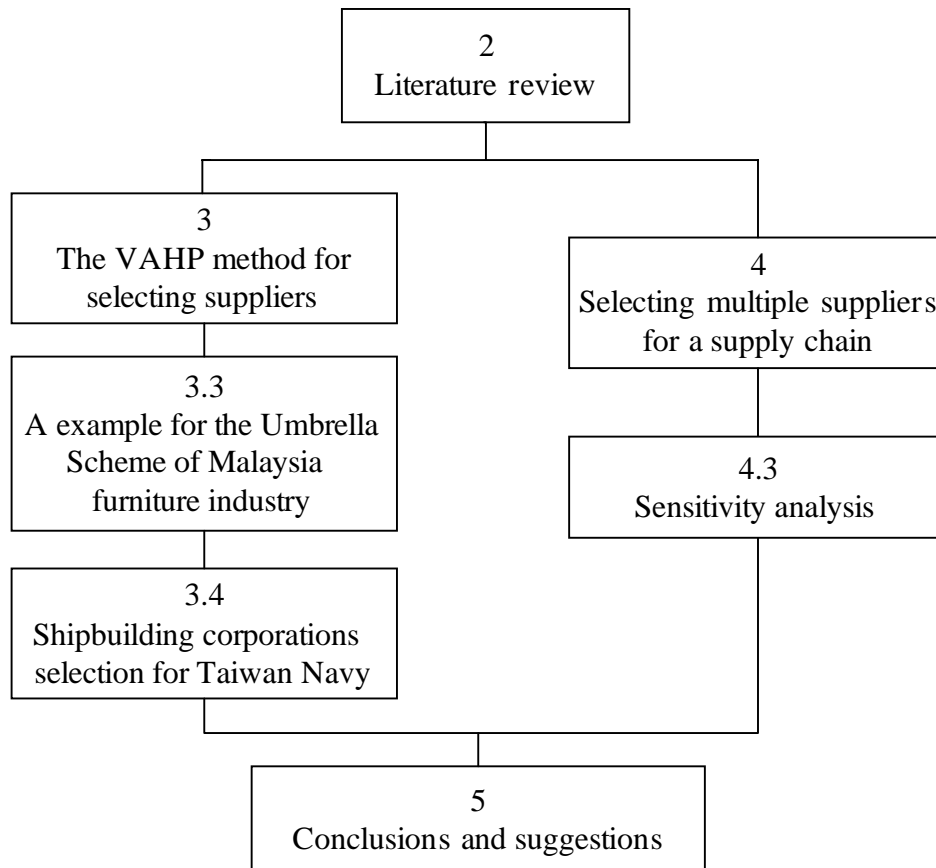 2
Literature review
3
The VAHP method for
selecting suppliers
3.3
A example for the Umbrella
Scheme of Malaysia
furniture industry
3.4
Shipbuilding corporations
selection for Taiwan Navy
4
Selecting multiple suppliers
for a supply chain
4.3
Sensitivity analysis
5
Conclusions and suggestions